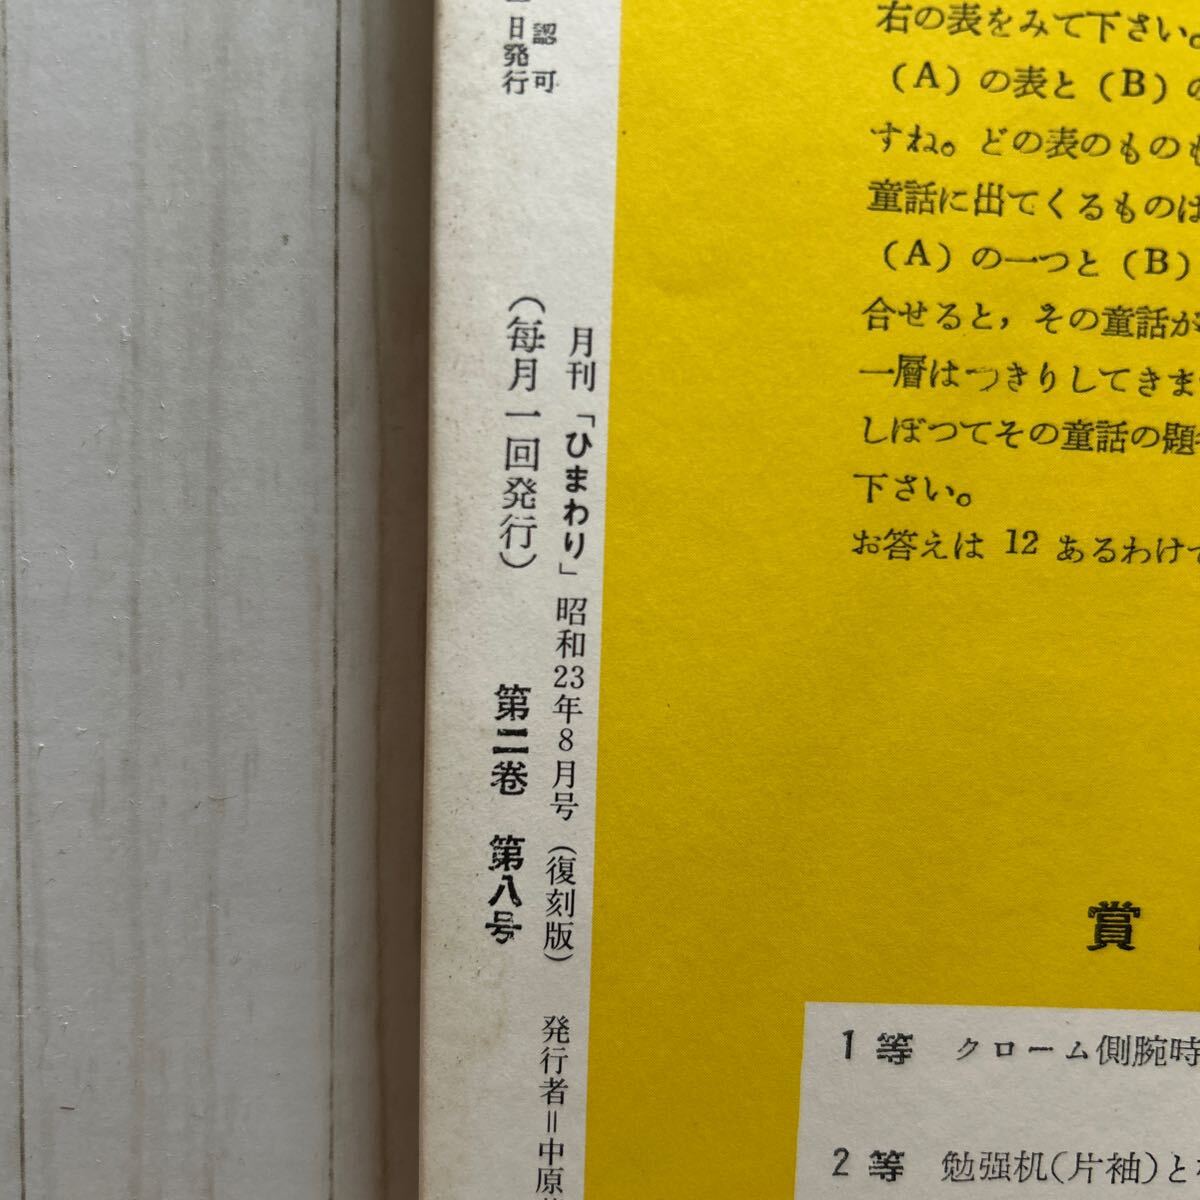 認可
日発行
月刊「ひまわり」昭和23年8月号(復刻版) 発行者=中原
(毎月一回発行) 第二巻 第八号
右の表をみて下さい。
(A)の表と(B)の
すね。どの表のものも
童話に出てくるものは
(A)の一つと(B)
合せると,その童話が
一層はつきりしてきま
しぼつてその童話の題
下さい。
お答えは 12 あるわけで
賞
1等 クローム側腕時
2等 勉强机(片袖)と